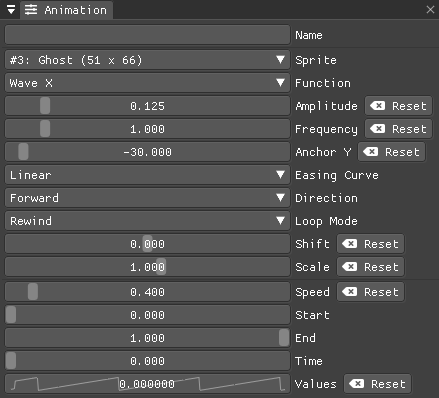 Animation
Name
#3: Ghost (51 x 66) Sprite
Wave X Function
0.125 Amplitude Reset
1.000 Frequency Reset
-30.000 Anchor Y Reset
Linear Easing Curve
Forward Direction
Rewind Loop Mode
0.000 Shift Reset
1.000 Scale Reset
0.400 Speed Reset
0.000 Start
1.000 End
0.000 Time
0.000000 Values Reset